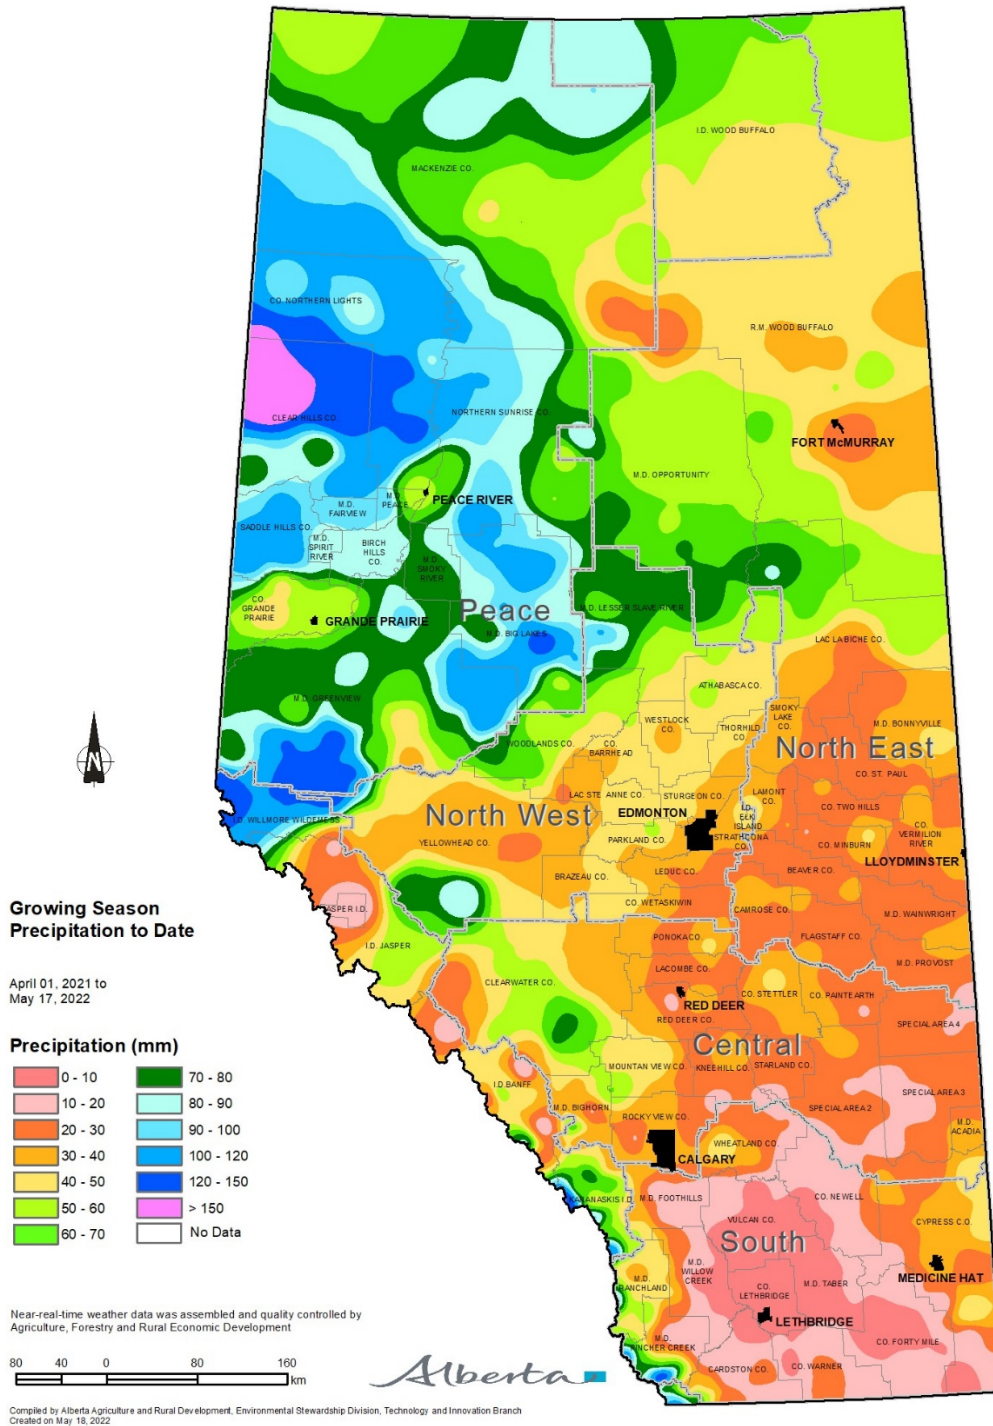 I.D. WOOD BUFFALO
MACKENZIE CO.
CO. NORTHERN LIGHTS
R.M. WOOD BUFFALO
CLEAR HILLS CO.
NORTHERN SUNRISE CO.
FORT McMURRAY
M.D. OPPORTUNITY
M.D.
PEACE
PEACE RIVER
M.D.
FAIRVIEW
SADDLE HILLS CO.
M.D.
SPIRIT
RIVER
BIRCH
HILLS
CO.
M.D.
SMOKY
RIVER
CO.
GRANDE
PRAIRIE
GRANDE PRAIRIE
Peace
M.D. LESSER SLAVE RIVER
M.D. BIG LAKES
LAC LA BICHE CO.
M.D. GREENVIEW
ATHABASCA CO.
WOODLANDS CO.
WESTLOCK
CO.
CO.
BARRHEAD
THORHILD
CO.
SMOKY
LAKE
CO.
M.D. BONNYVILLE
North East
CO. ST. PAUL
N
LAC STE ANNE CO.
STURGEON CO.
LAMONT
CO.
CO. TWO HILLS
North West
EDMONTON
I.D.
ELK
ISLAND
STRATHCONA
CO.
CO.
VERMILION
RIVER
I.D. WILLMORE WILDERNESS
YELLOWHEAD CO.
PARKLAND CO.
CO. MINBURN
LLOYDMINSTER
BRAZEAU CO.
LEDUC CO.
BEAVER CO.
CO. WETASKIWIN
CAMROSE CO.
M.D. WAINWRIGHT
JASPER I.D.
I.D. JASPER
PONOKA CO.
FLAGSTAFF CO.
M.D. PROVOST
Growing Season
Precipitation to Date
April 01, 2021 to
May 17, 2022
CLEARWATER CO.
LACOMBE CO.
CO. STETTLER
CO. PAINTEARTH
RED DEER
RED DEER CO.
SPECIAL AREA 4
Central
MOUNTAN VIEW CO.
KNEEHILL CO.
STARLAND CO.
I.D. BANFF
M.D. BIGHORN
SPECIAL AREA 3
SPECIAL AREA 2
ROCKY VIEW CO.
M.D.
ACADIA
WHEATLAND CO.
CALGARY
KANANASKIS I.D.
M.D. FOOTHILLS
CO. NEWELL
VULCAN CO.
CYPRESS C.O.
South
M.D.
WILLOW
CREEK
M.D.
RANCHLAND
CO.
LETHBRIDGE
M.D. TABER
MEDICINE HAT
LETHBRIDGE
M.D.
PINCHER CREEK
CO. FORTY MILE
CARDSTON CO.
CO. WARNER
Precipitation (mm)
0 - 10
10 - 20
20 - 30
30 - 40
40 - 50
50 - 60
60 - 70
70 - 80
80 - 90
90 - 100
100 - 120
120 - 150
> 150
No Data
Near-real-time weather data was assembled and quality controlled by
Agriculture, Forestry and Rural Economic Development
80 40 0 80 160
km
Alberta
Compiled by Alberta Agriculture and Rural Development, Environmental Stewardship Division, Technology and Innovation Branch
Created on May 18, 2022